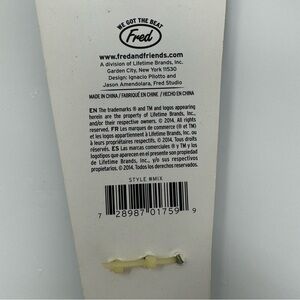 WE GOT THE BEAT
Fred
www.fredandfriends.com
A division of Lifetime Brands, Inc.
Garden City, New York 11530
Design: Ignacio Pilotto and
Jason Amendolara, Fred Studio
MADE IN CHINA / FABRIQUÉ EN CHINE / HECHO EN CHINA
EN The trademarks ® and TM and logos appearing
herein are the property of Lifetime Brands, Inc.,
and/or their respective owners. © 2014. All rights
reserved. FR Les marques de commerce (® et TM)
et les logos apparaissant sont à Lifetime Brands, Inc., ou
à leurs propriétaires respectifs. © 2014. Tous droits
réservés. ES Las marcas comerciales ® y TM y los
logotipos que aparecen en el presente son propiedad
de Lifetime Brands, Inc., y/o sus respectivos
propietarios. © 2014. Todos los derechos reservados.
STYLE #MIX
7 28987 01759 9